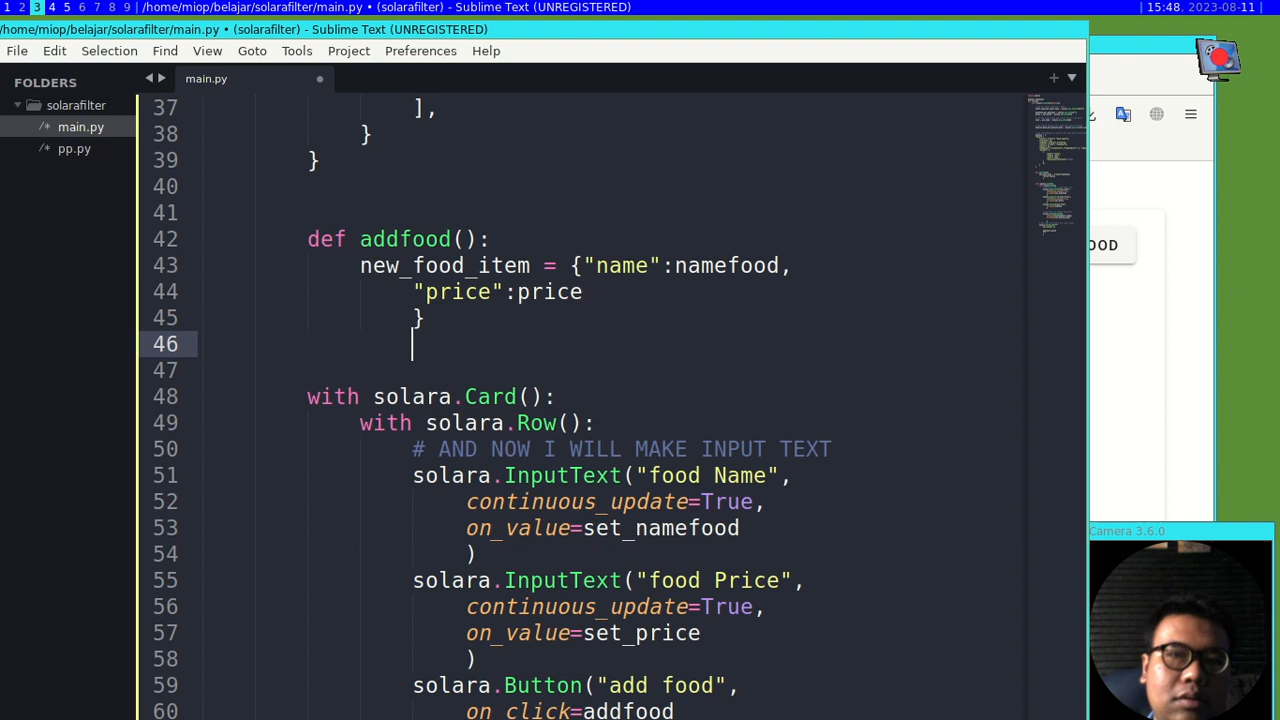 1 2 3 4 5 6 7 8 9 /home/miop/belajar/solarafilter/main.py • (solarafilter) - Sublime Text (UNREGISTERED) 15:48, 2023-08-11
/home/miop/belajar/solarafilter/main.py • (solarafilter) - Sublime Text (UNREGISTERED)
File Edit Selection Find View Goto Tools Project Preferences Help
FOLDERS
solarafilter
main.py
pp.py
main.py
37 ],
38 }
39 }
40
41
42 def addfood():
43 new_food_item = {"name":namefood,
44 "price":price
45 }
46
47
48 with solara.Card():
49 with solara.Row():
50 # AND NOW I WILL MAKE INPUT TEXT
51 solara.InputText("food Name",
52 continuous_update=True,
53 on_value=set_namefood
54 )
55 solara.InputText("food Price",
56 continuous_update=True,
57 on_value=set_price
58 )
59 solara.Button("add food",
60 on_click=addfood
OOD
Camera 3.6.0